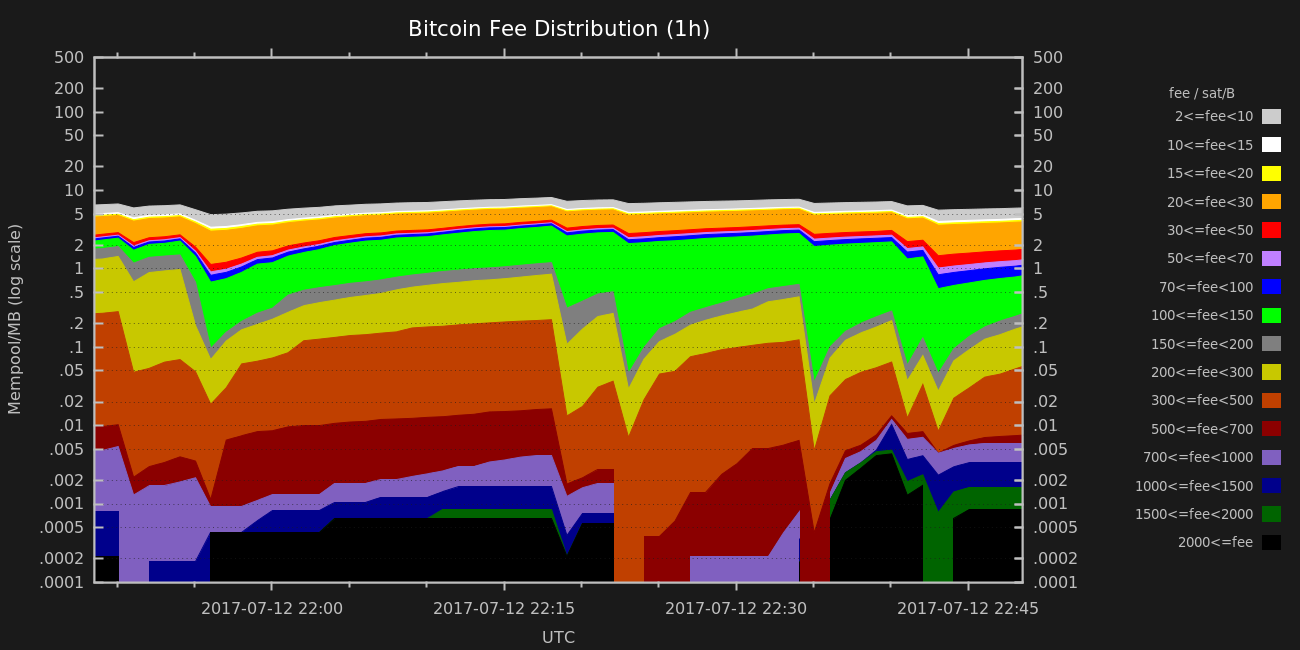 Bitcoin Fee Distribution (1h)
Mempool/MB (log scale)
500
200
100
50
20
10
5
2
1
.5
.2
.1
.05
.02
.01
.005
.002
.001
.0005
.0002
.0001
500
200
100
50
20
10
5
2
1
.5
.2
.1
.05
.02
.01
.005
.002
.001
.0005
.0002
.0001
2017-07-12 22:00
2017-07-12 22:15
2017-07-12 22:30
2017-07-12 22:45
UTC
fee / sat/B
2<=fee<10
10<=fee<15
15<=fee<20
20<=fee<30
30<=fee<50
50<=fee<70
70<=fee<100
100<=fee<150
150<=fee<200
200<=fee<300
300<=fee<500
500<=fee<700
700<=fee<1000
1000<=fee<1500
1500<=fee<2000
2000<=fee